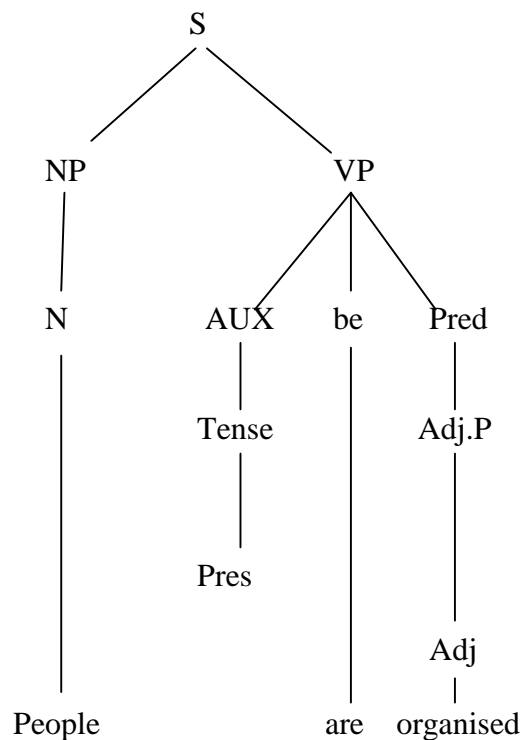 S
NP VP
N AUX be Pred
Tense Adj.P
Pres
Adj
People are organised